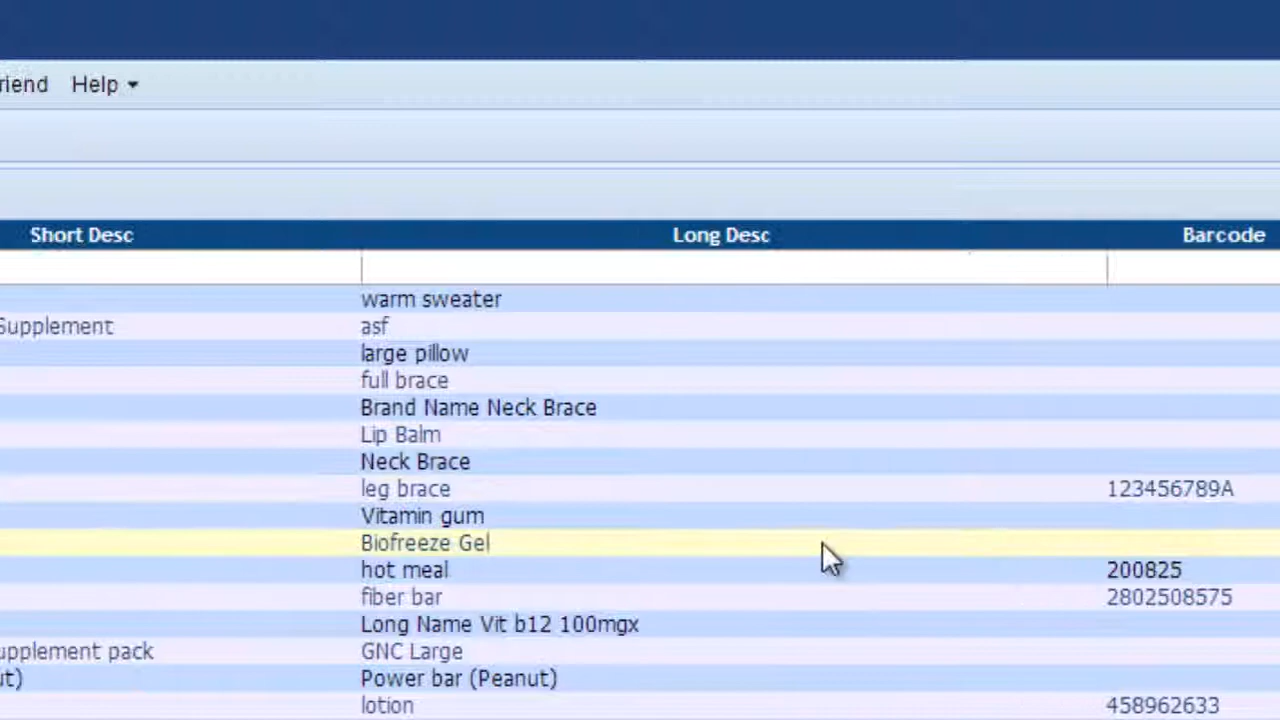 riend Help
Short Desc Long Desc Barcode
warm sweater
Supplement asf
large pillow
full brace
Brand Name Neck Brace
Lip Balm
Neck Brace
leg brace 123456789A
Vitamin gum
Biofreeze Gel
hot meal 200825
fiber bar 2802508575
Long Name Vit b12 100mgx
upplement pack GNC Large
ut) Power bar (Peanut)
lotion 458962633